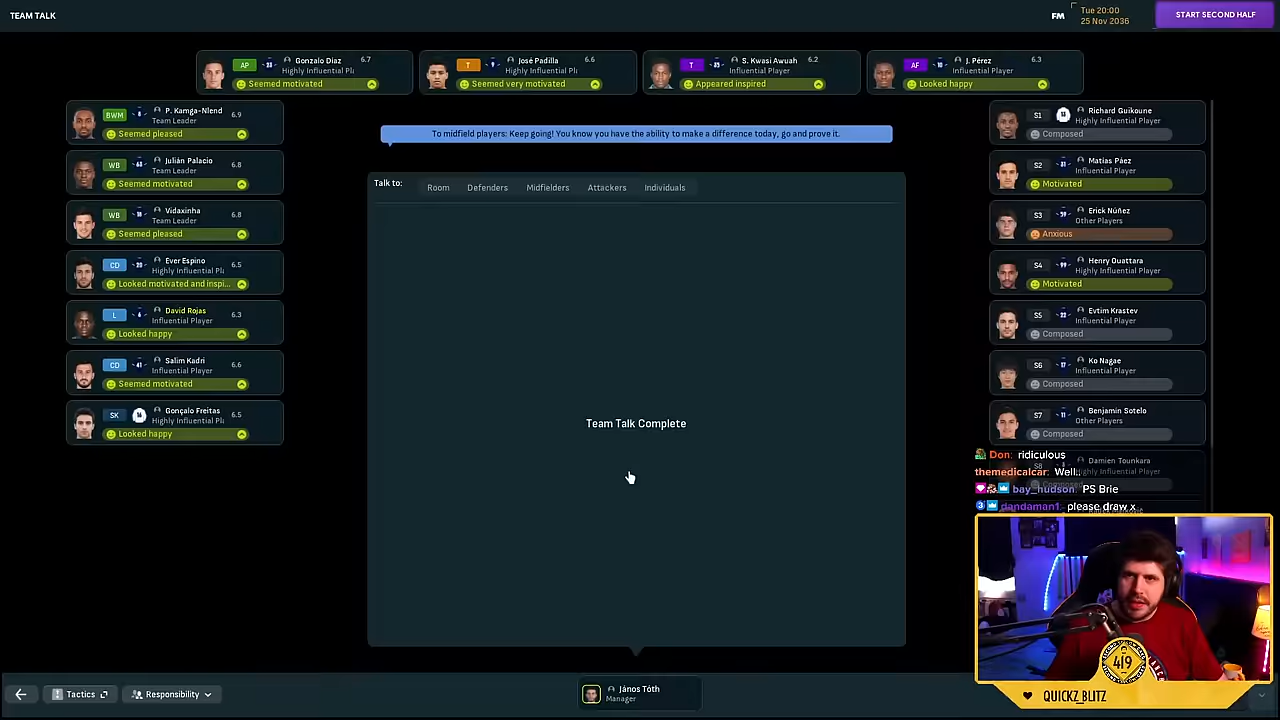 TEAM TALK
FM
Tue 20:00
25 Nov 2036
START SECOND HALF
AP
Gonzalo Díaz
Highly Influential Pl
6.7
Seemed motivated
T
José Padilla
Highly Influential Pl
6.6
Seemed very motivated
T
S. Kwasi Awuah
Influential Player
6.2
Appeared inspired
AF
J. Pérez
Influential Player
6.3
Looked happy
BWM
P. Kamga-Nlend
Team Leader
6.9
Seemed pleased
WB
Julián Palacio
Team Leader
6.8
Seemed motivated
WB
Vidaxinha
Team Leader
6.8
Seemed pleased
CD
Ever Espino
Highly Influential Pl
6.5
Looked motivated and inspi...
L
David Rojas
Influential Player
6.3
Looked happy
CD
Salim Kadri
Influential Player
6.6
Seemed motivated
SK
Gonçalo Freitas
Highly Influential Pl
6.5
Looked happy
To midfield players: Keep going! You know you have the ability to make a difference today, go and prove it.
Talk to: Room Defenders Midfielders Attackers Individuals
Team Talk Complete
S1
Richard Guikoune
Highly Influential Player
Composed
S2
Matías Páez
Influential Player
Motivated
S3
Erick Núñez
Other Players
Anxious
S4
Henry Ouattara
Highly Influential Player
Motivated
S5
Evtim Krastev
Influential Player
Composed
S6
Ko Nagae
Influential Player
Composed
S7
Benjamin Sotelo
Other Players
Composed
S8
Damien Tounkara
Highly Influential Player
Don: ridiculous
themedicalcar: Well..
bay_hudson: PS Brie
dandaman1: please draw x
419
QUICKZ_BLITZ
Tactics
Responsibility
János Tóth
Manager